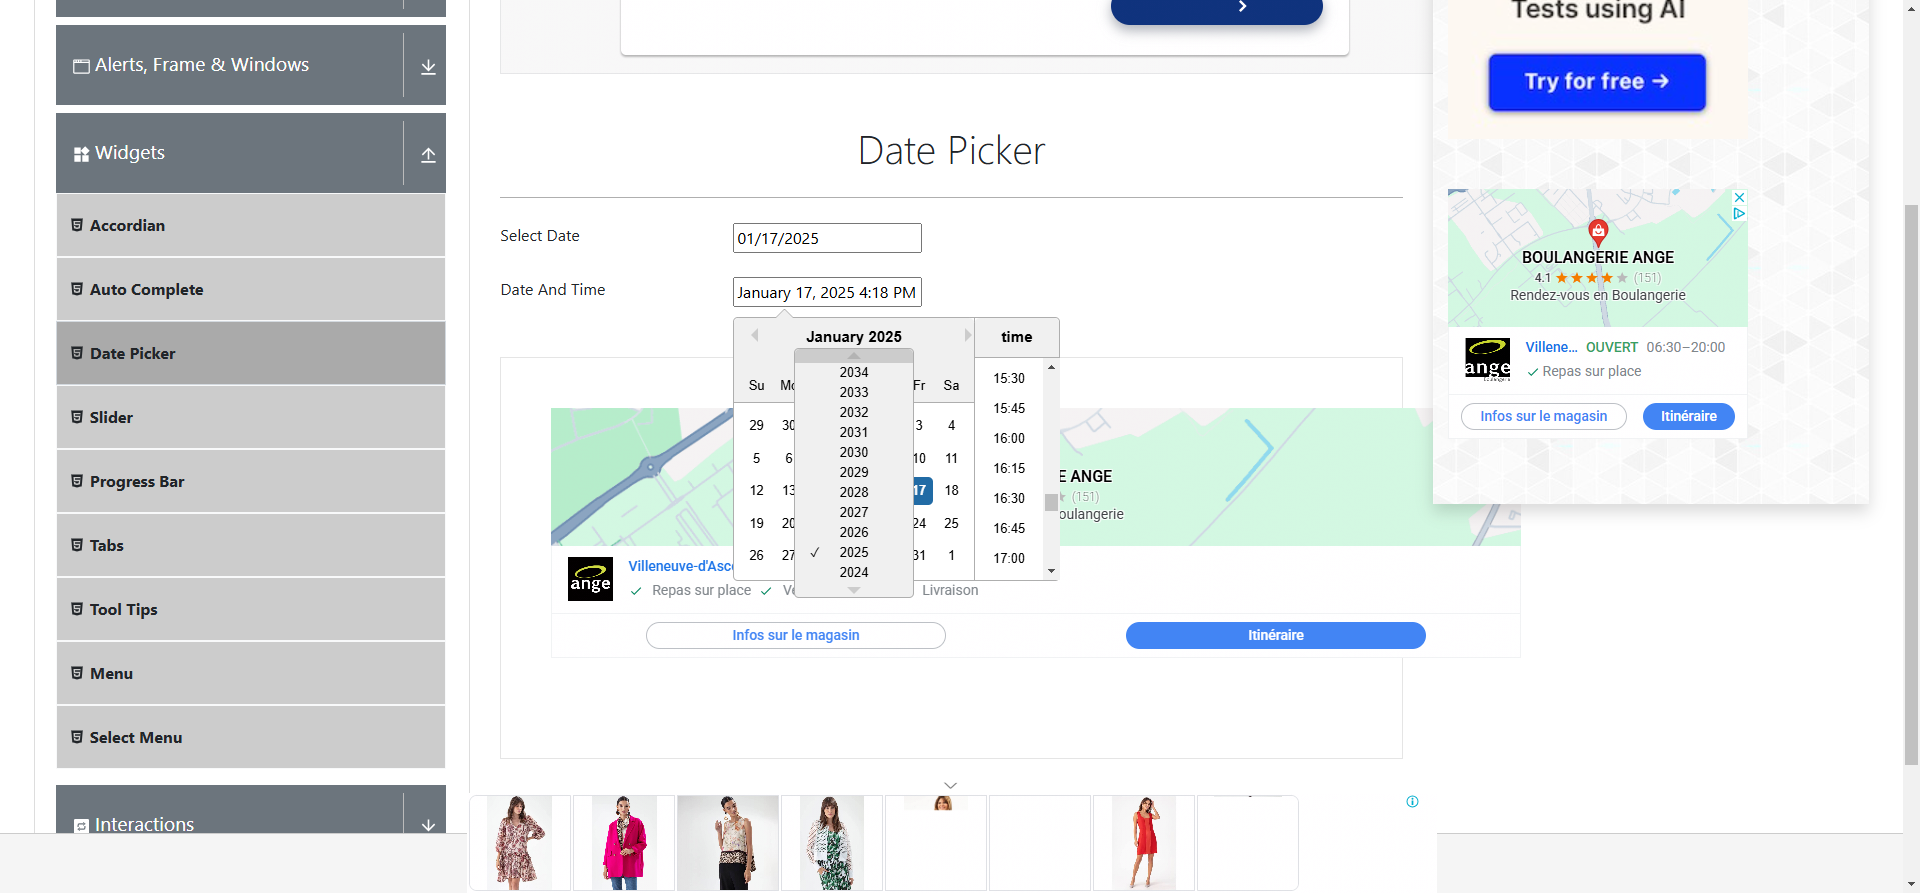 Alerts, Frame & Windows
Widgets
Accordian
Auto Complete
Date Picker
Slider
Progress Bar
Tabs
Tool Tips
Menu
Select Menu
Interactions
Date Picker
Select Date
01/17/2025
Date And Time
January 17, 2025 4:18 PM
January 2025
time
2034
2033
2032
2031
2030
2029
2028
2027
2026
✓ 2025
2024
Su Mo Fr Sa
29 30 3 4
5 6 10 11
12 13 17 18
19 20 24 25
26 27 31 1
15:30
15:45
16:00
16:15
16:30
16:45
17:00
E ANGE
(151)
oulangerie
ange
Villeneuve-d'Asc
Repas sur place
Livraison
Infos sur le magasin
Itinéraire
Tests using AI
Try for free →
BOULANGERIE ANGE
4.1 ★★★★★ (151)
Rendez-vous en Boulangerie
ange
Villene... OUVERT 06:30–20:00
Repas sur place
Infos sur le magasin
Itinéraire